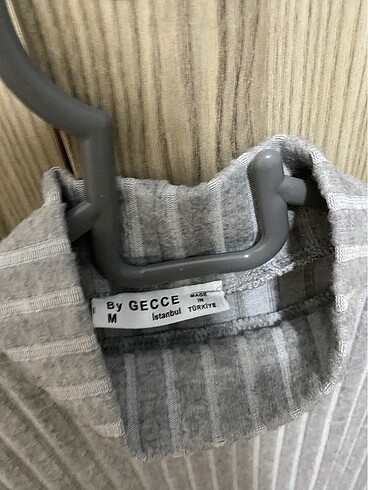 By GECCE
M
İstanbul
MADE
IN
TÜRKİYE